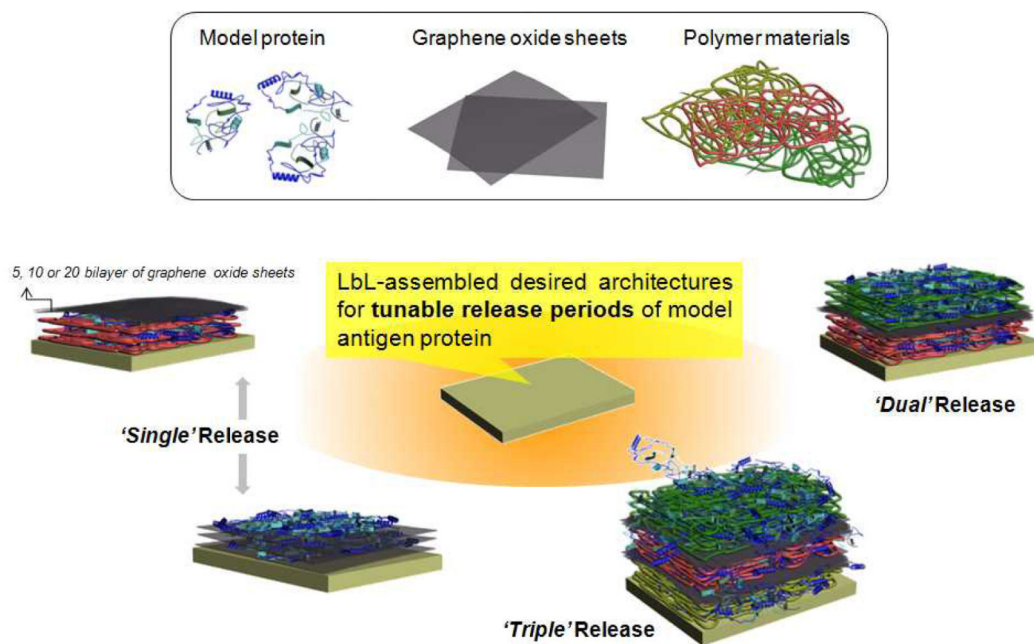 Model protein
Graphene oxide sheets
Polymer materials
5, 10 or 20 bilayer of graphene oxide sheets
LbL-assembled desired architectures
for tunable release periods of model
antigen protein
'Single' Release
'Dual' Release
'Triple' Release